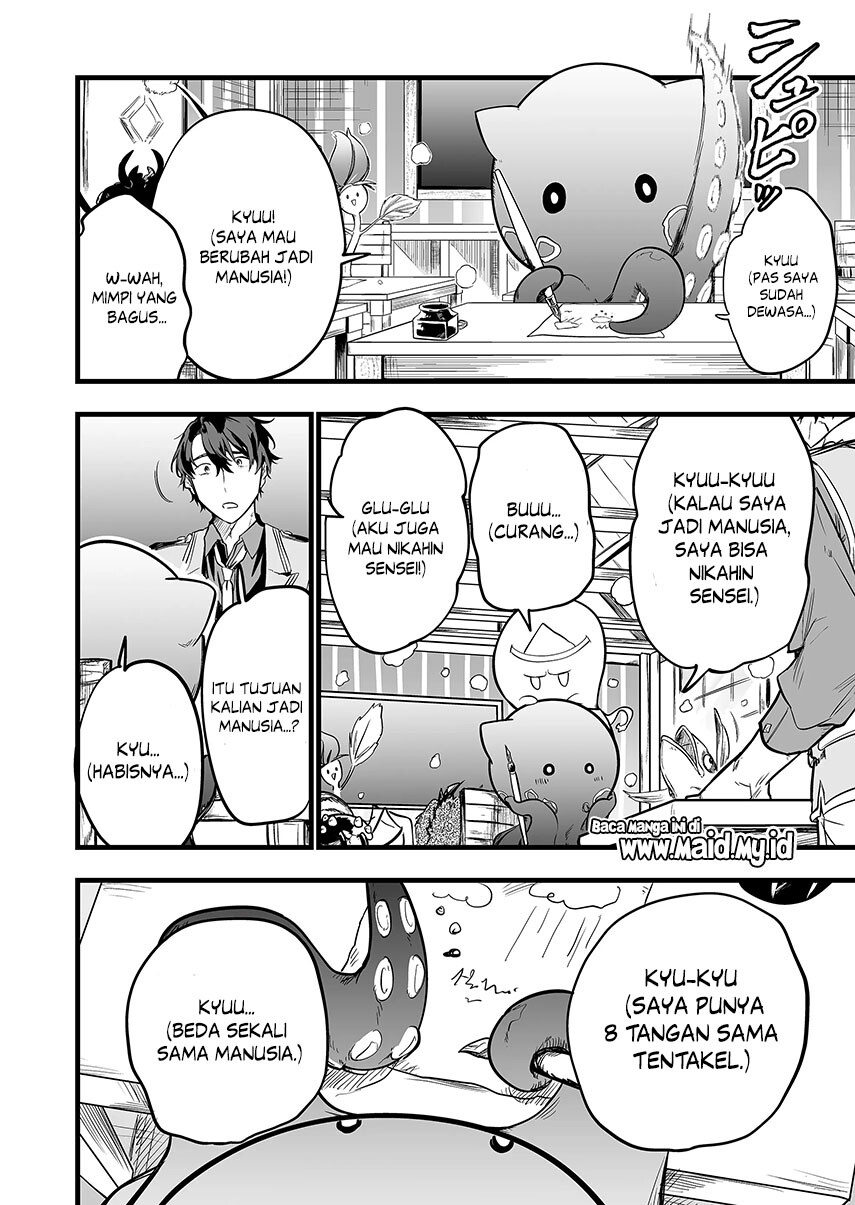 シュピッ
KYUU
(PAS SAYA
SUDAH
DEWASA...)
KYUU!
(SAYA MAU
BERUBAH JADI
MANUSIA!)
W-WAH,
MIMPI YANG
BAGUS...
KYUU-KYUU
(KALAU SAYA
JADI MANUSIA,
SAYA BISA
NIKAHIN
SENSEI.)
BUUU...
(CURANG...)
GLU-GLU
(AKU JUGA
MAU NIKAHIN
SENSEI!)
Baca Manga ini di
www.Maid.My.id
ITU TUJUAN
KALIAN JADI
MANUSIA...?
KYU...
(HABISNYA...)
KYU-KYU
(SAYA PUNYA
8 TANGAN SAMA
TENTAKEL.)
KYUU...
(BEDA SEKALI
SAMA MANUSIA.)